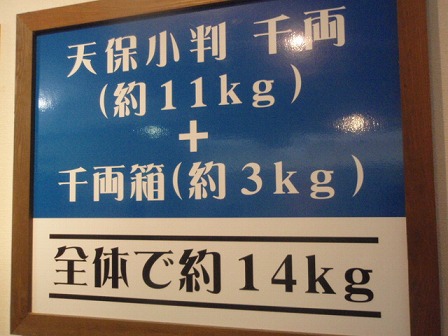 天保小判 千両
(約11kg)
+
千両箱(約3kg)
全体で約14kg